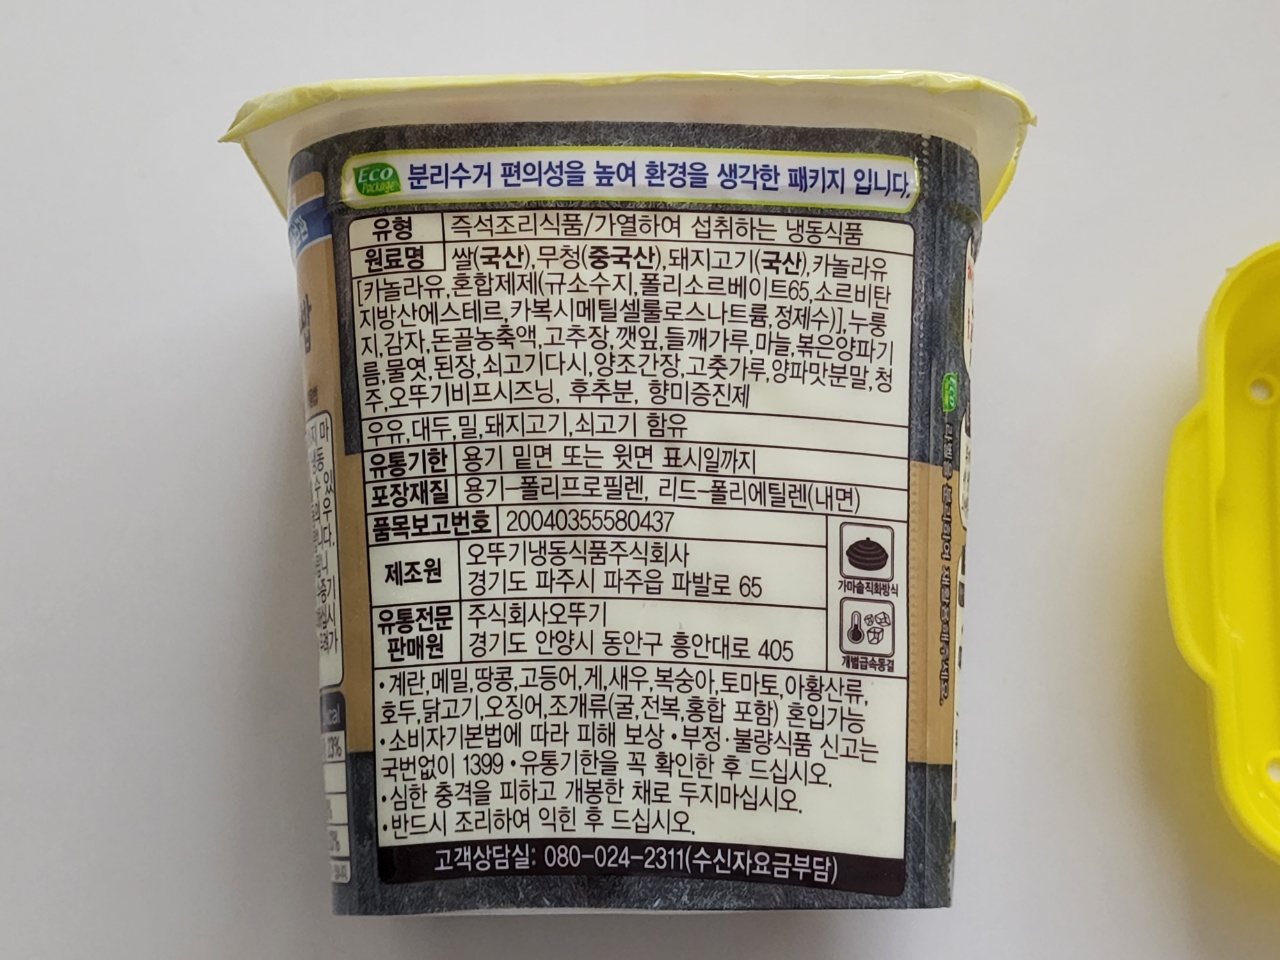 ECO Package 분리수거 편의성을 높여 환경을 생각한 패키지 입니다.
유형 즉석조리식품/가열하여 섭취하는 냉동식품
원료명 쌀(국산),무청(중국산),돼지고기(국산),카놀라유
[카놀라유,혼합제제(규소수지,폴리소르베이트65,소르비탄
지방산에스테르,카복시메틸셀룰로스나트륨,정제수)],누룽
지,감자,돈골농축액,고추장,깻잎,들깨가루,마늘,볶은양파기
름,물엿,된장,쇠고기다시,양조간장,고춧가루,양파맛분말,청
주,오뚜기비프시즈닝, 후추분, 향미증진제
우유,대두,밀,돼지고기,쇠고기 함유
유통기한 용기 밑면 또는 윗면 표시일까지
포장재질 용기-폴리프로필렌, 리드-폴리에틸렌(내면)
품목보고번호 20040355580437
제조원 오뚜기냉동식품주식회사
경기도 파주시 파주읍 파발로 65
가마솥직화방식
유통전문판매원 주식회사오뚜기
경기도 안양시 동안구 흥안대로 405
개별급속동결
•계란,메밀,땅콩,고등어,게,새우,복숭아,토마토,아황산류,
호두,닭고기,오징어,조개류(굴,전복,홍합 포함) 혼입가능
•소비자기본법에 따라 피해 보상 •부정·불량식품 신고는
국번없이 1399 •유통기한을 꼭 확인한 후 드십시오.
•심한 충격을 피하고 개봉한 채로 두지마십시오.
•반드시 조리하여 익힌 후 드십시오.
고객상담실: 080-024-2311(수신자요금부담)